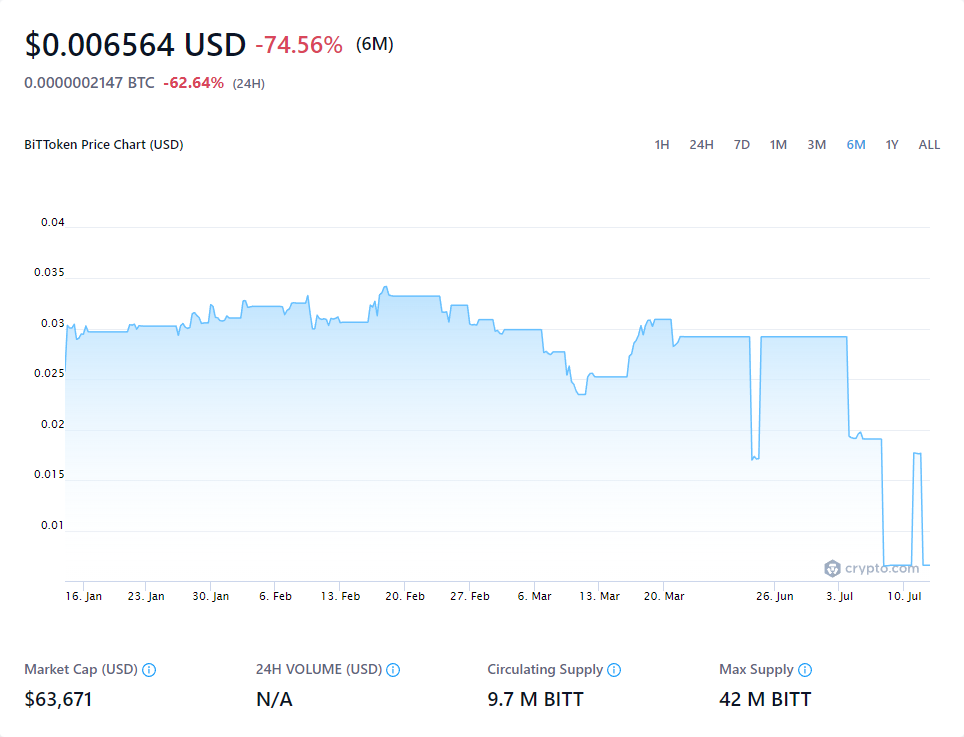 $0.006564 USD -74.56% (6M)
0.0000002147 BTC -62.64% (24H)
BiTToken Price Chart (USD) 1H 24H 7D 1M 3M 6M 1Y ALL
0.04
0.035
0.03
0.025
0.02
0.015
0.01
crypto.com
16. Jan 23. Jan 30. Jan 6. Feb 13. Feb 20. Feb 27. Feb 6. Mar 13. Mar 20. Mar 26. Jun 3. Jul 10. Jul
Market Cap (USD) 24H VOLUME (USD) Circulating Supply Max Supply
$63,671 N/A 9.7 M BITT 42 M BITT